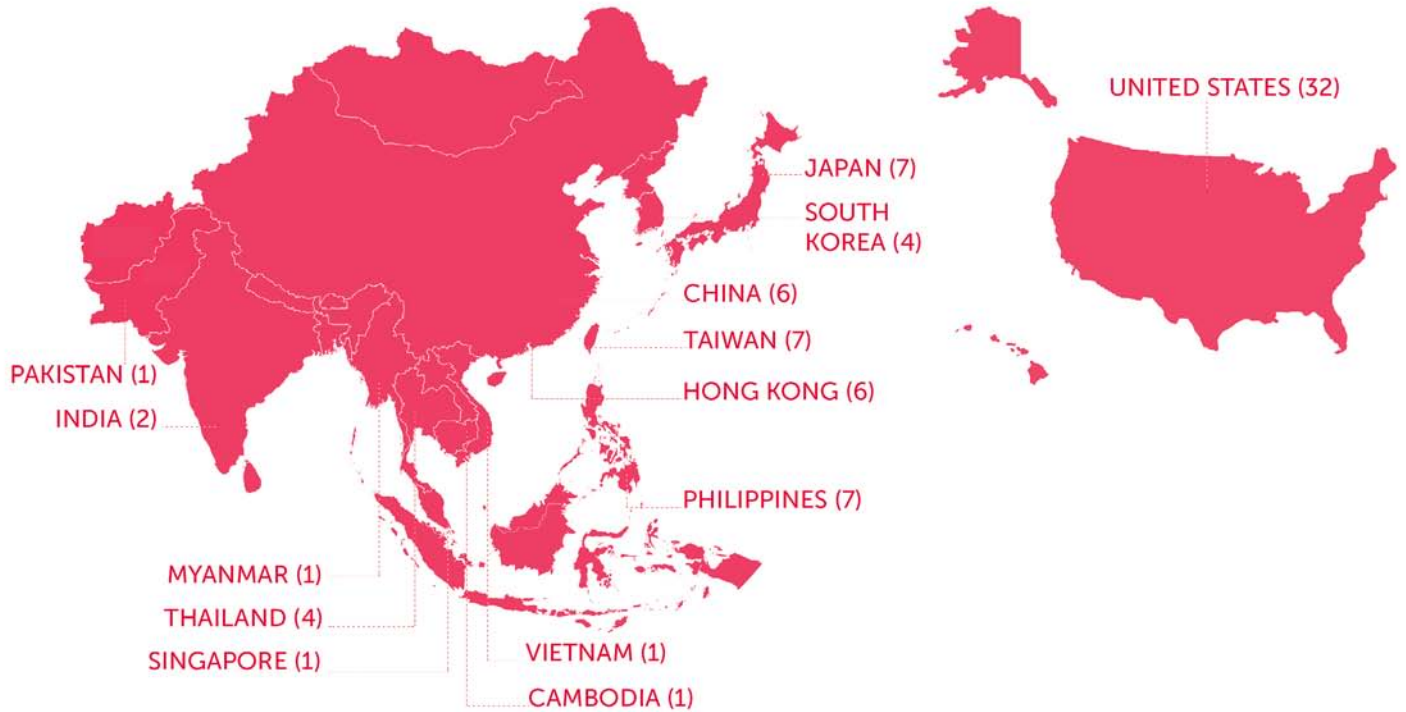 UNITED STATES (32)
JAPAN (7)
SOUTH
KOREA (4)
CHINA (6)
TAIWAN (7)
PAKISTAN (1)
HONG KONG (6)
INDIA (2)
PHILIPPINES (7)
MYANMAR (1)
THAILAND (4)
SINGAPORE (1)
VIETNAM (1)
CAMBODIA (1)